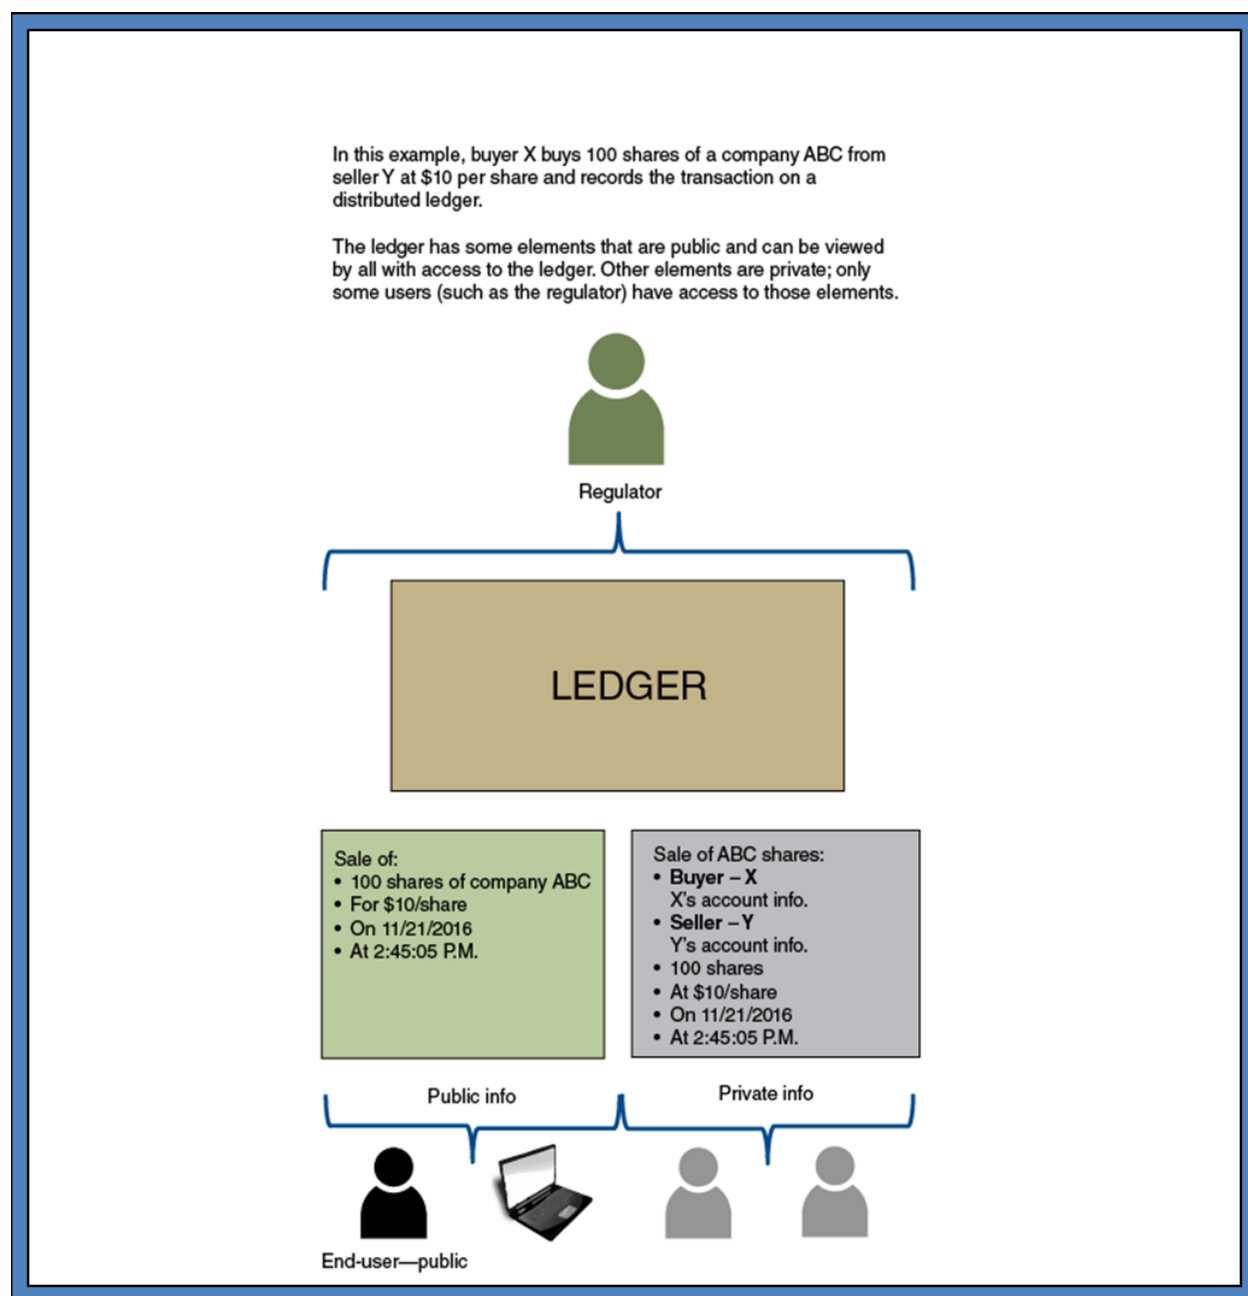 In this example, buyer X buys 100 shares of a company ABC from
seller Y at $10 per share and records the transaction on a
distributed ledger.
The ledger has some elements that are public and can be viewed
by all with access to the ledger. Other elements are private; only
some users (such as the regulator) have access to those elements.
Regulator
LEDGER
Sale of:
• 100 shares of company ABC
• For $10/share
• On 11/21/2016
• At 2:45:05 P.M.
Sale of ABC shares:
• Buyer – X
X's account info.
• Seller – Y
Y's account info.
• 100 shares
• At $10/share
• On 11/21/2016
• At 2:45:05 P.M.
Public info
Private info
End-user—public